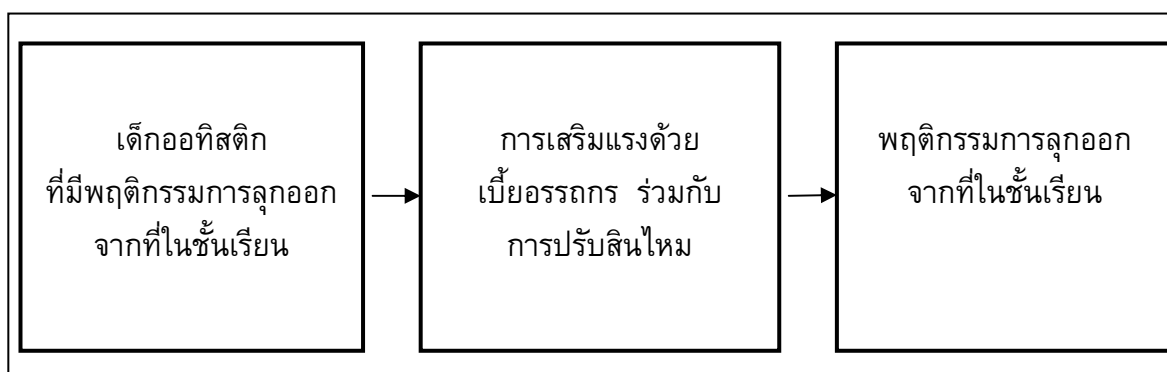 เด็กออทิสติก
ที่มีพฤติกรรมการลุกออก
จากที่ในชั้นเรียน
การเสริมแรงด้วย
เบี้ยอรรถกร ร่วมกับ
การปรับสินไหม
พฤติกรรมการลุกออก
จากที่ในชั้นเรียน